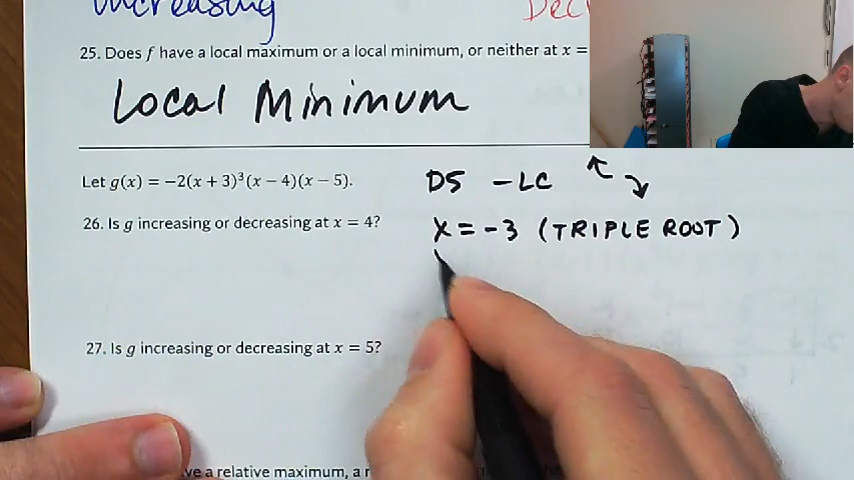 increasing
25. Does f have a local maximum or a local minimum, or neither at x =
Local Minimum
Let g(x) = −2(x + 3)³(x − 4)(x − 5).
D5 -LC
26. Is g increasing or decreasing at x = 4?
x = -3 (TRIPLE ROOT)
27. Is g increasing or decreasing at x = 5?
ve a relative maximum, a r